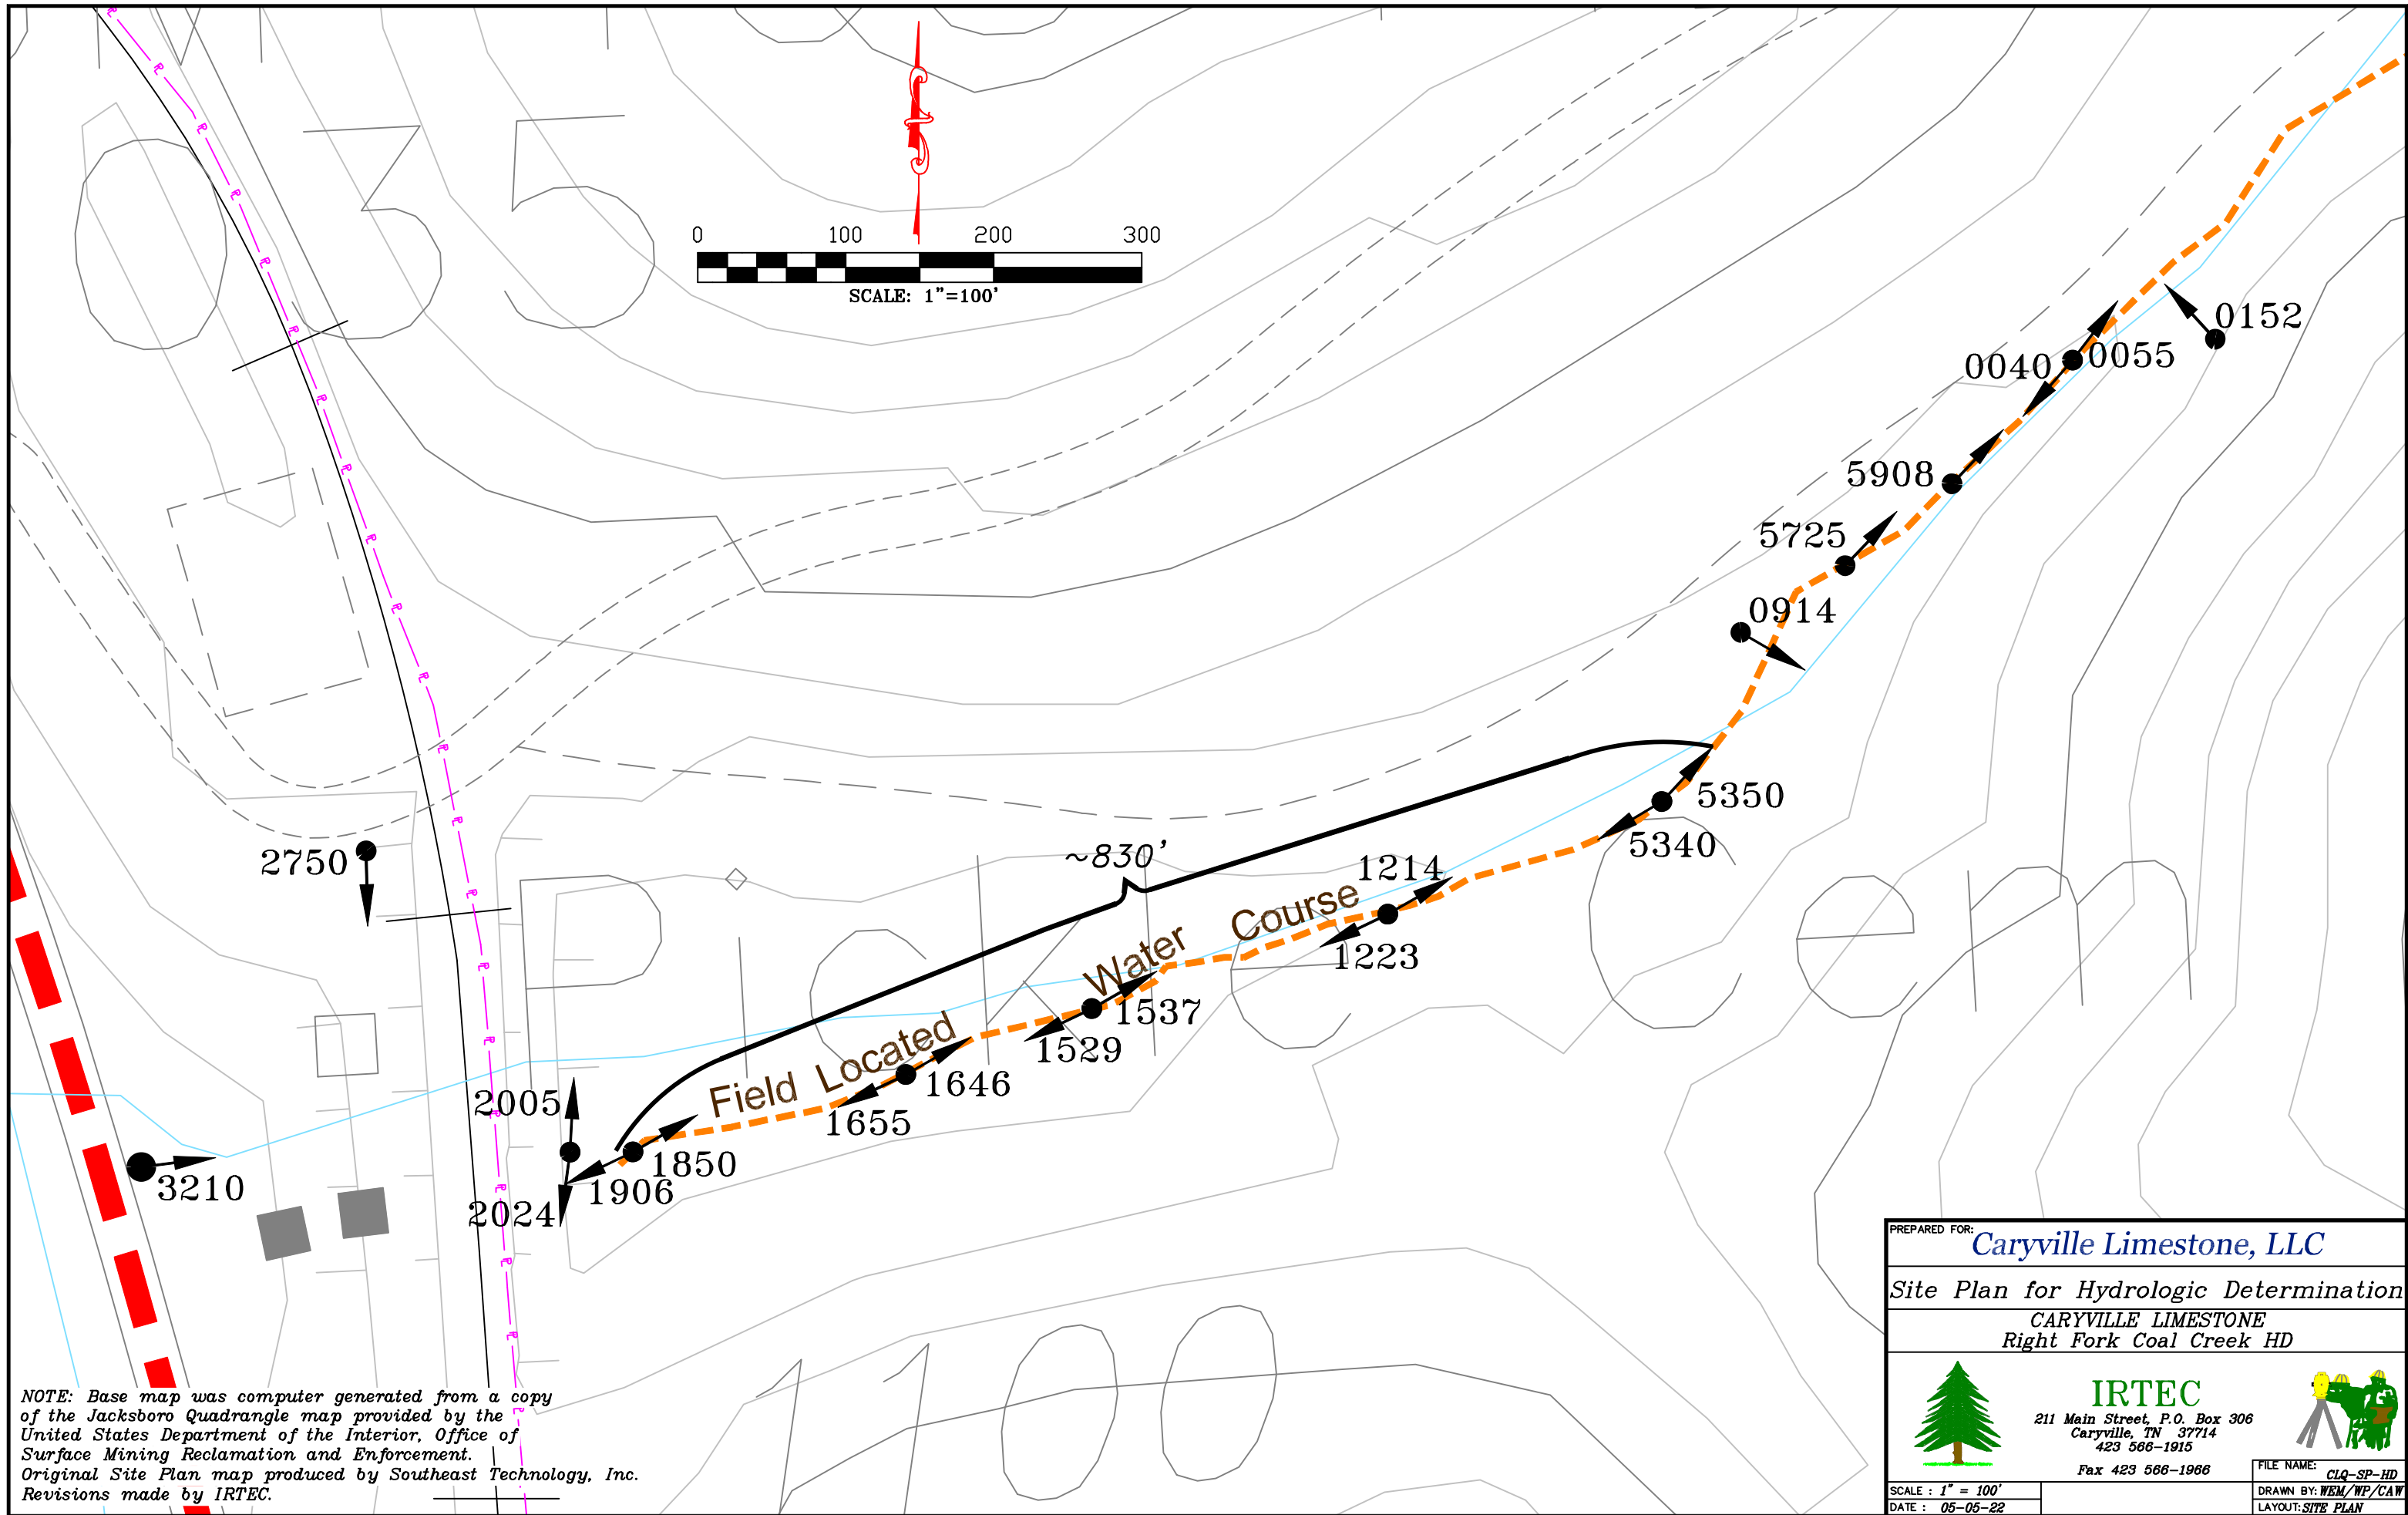 0 100 200 300
SCALE: 1"=100'
0152
0040
0055
5908
5725
0914
2750
5350
5340
~830'
1214
1223
Field Located Water Course
1537
1529
1646
1655
2005
1850
1906
2024
3210
350
Right
Coal Creek
1100
NOTE: Base map was computer generated from a copy
of the Jacksboro Quadrangle map provided by the
United States Department of the Interior, Office of
Surface Mining Reclamation and Enforcement.
Original Site Plan map produced by Southeast Technology, Inc.
Revisions made by IRTEC.
PREPARED FOR:
Caryville Limestone, LLC
Site Plan for Hydrologic Determination
CARYVILLE LIMESTONE
Right Fork Coal Creek HD
IRTEC
211 Main Street, P.O. Box 306
Caryville, TN 37714
423 566-1915
Fax 423 566-1966
FILE NAME: CLQ-SP-HD
SCALE : 1" = 100'
DRAWN BY: WEM/WP/CAW
DATE : 05-05-22
LAYOUT: SITE PLAN